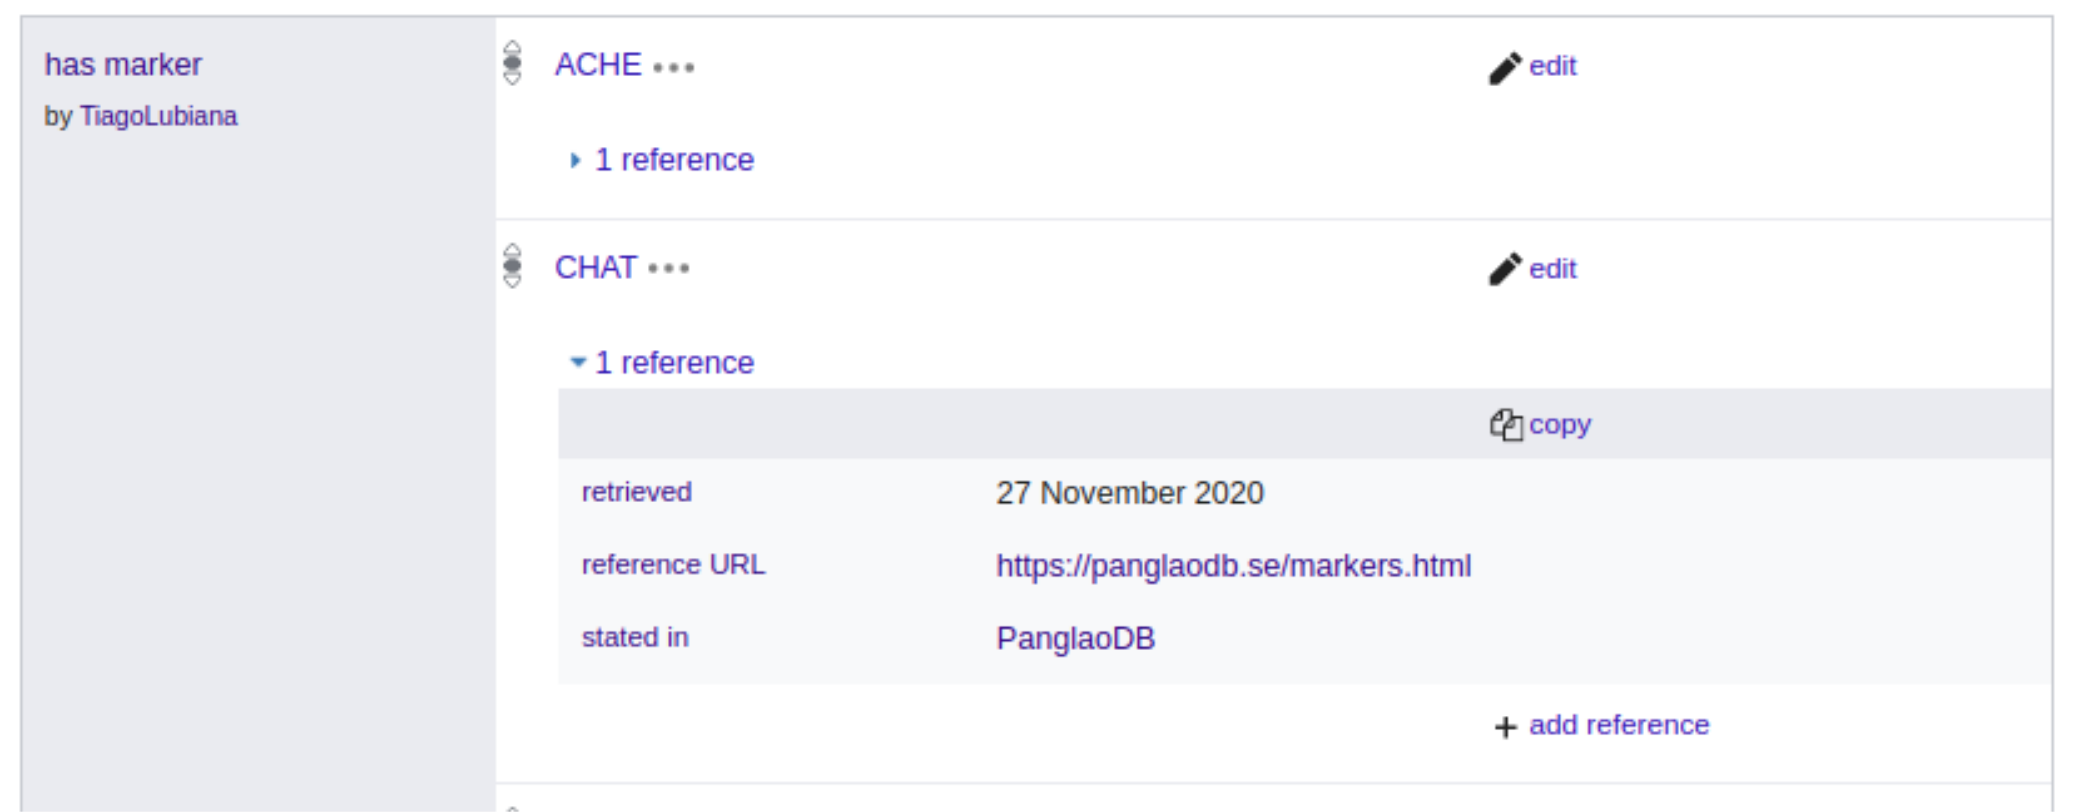 has marker
by TiagoLubiana
ACHE •••
edit
1 reference
CHAT •••
edit
1 reference
copy
retrieved 27 November 2020
reference URL https://panglaodb.se/markers.html
stated in PanglaoDB
+ add reference